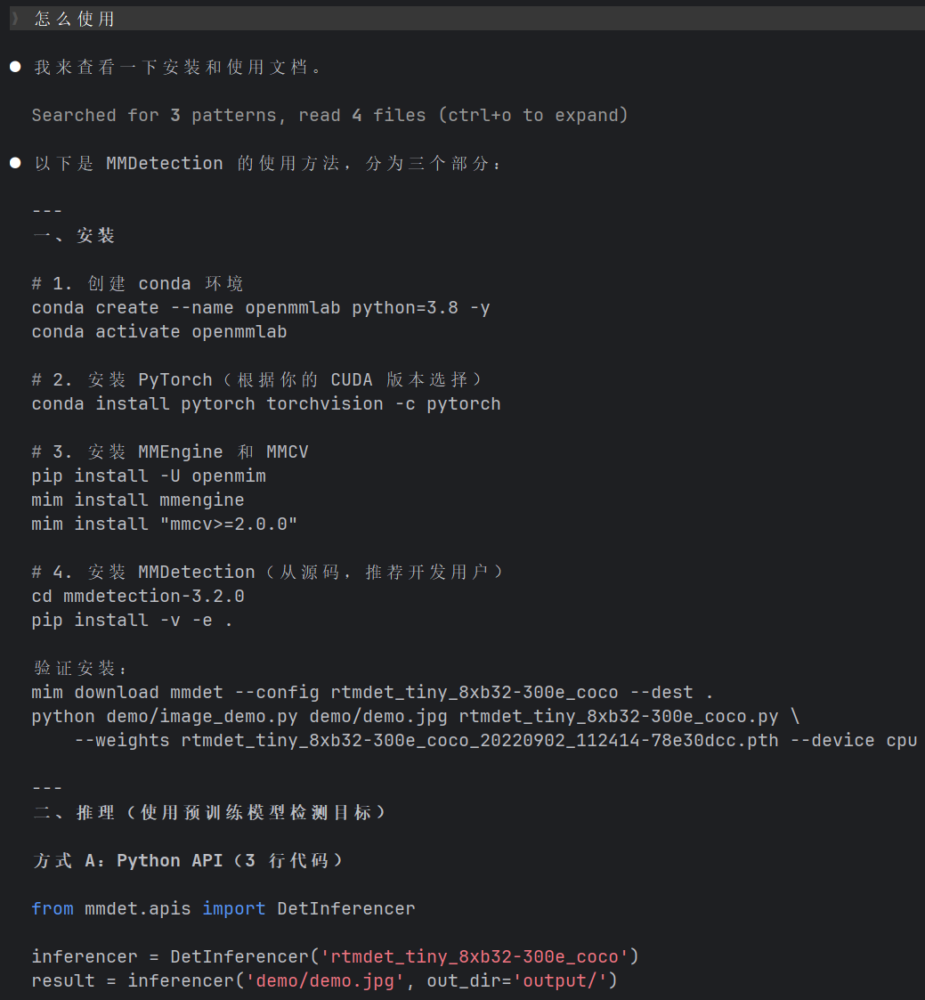 ❯ 怎么使用
● 我来查看一下安装和使用文档。
Searched for 3 patterns, read 4 files (ctrl+o to expand)
● 以下是 MMDetection 的使用方法，分为三个部分：
---
一、安装
# 1. 创建 conda 环境
conda create --name openmmlab python=3.8 -y
conda activate openmmlab
# 2. 安装 PyTorch（根据你的 CUDA 版本选择）
conda install pytorch torchvision -c pytorch
# 3. 安装 MMEngine 和 MMCV
pip install -U openmim
mim install mmengine
mim install "mmcv>=2.0.0"
# 4. 安装 MMDetection（从源码，推荐开发用户）
cd mmdetection-3.2.0
pip install -v -e .
验证安装：
mim download mmdet --config rtmdet_tiny_8xb32-300e_coco --dest .
python demo/image_demo.py demo/demo.jpg rtmdet_tiny_8xb32-300e_coco.py \
    --weights rtmdet_tiny_8xb32-300e_coco_20220902_112414-78e30dcc.pth --device cpu
---
二、推理（使用预训练模型检测目标）
方式 A：Python API（3 行代码）
from mmdet.apis import DetInferencer
inferencer = DetInferencer('rtmdet_tiny_8xb32-300e_coco')
result = inferencer('demo/demo.jpg', out_dir='output/')